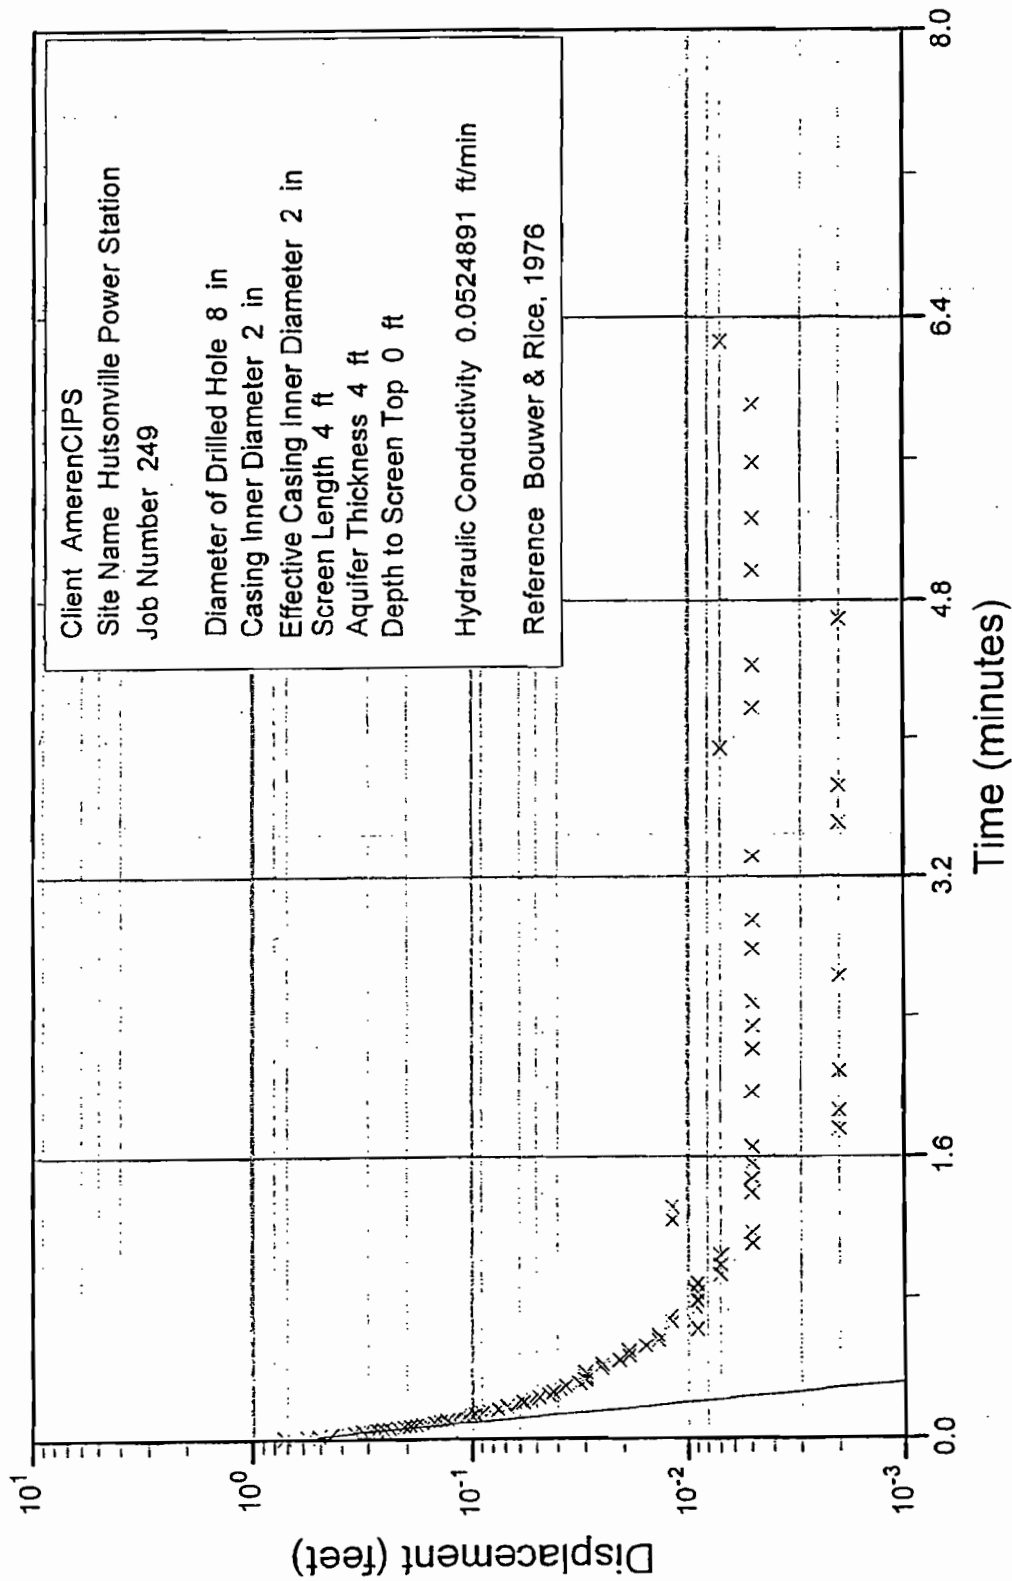 Client AmerenCIPS
Site Name Hutsonville Power Station
Job Number 249
Diameter of Drilled Hole 8 in
Casing Inner Diameter 2 in
Effective Casing Inner Diameter 2 in
Screen Length 4 ft
Aquifer Thickness 4 ft
Depth to Screen Top 0 ft
Hydraulic Conductivity 0.0524891 ft/min
Reference Bouwer & Rice, 1976
Displacement (feet)
10¹
10⁰
10⁻¹
10⁻²
10⁻³
0.0
1.6
3.2
4.8
6.4
8.0
Time (minutes)